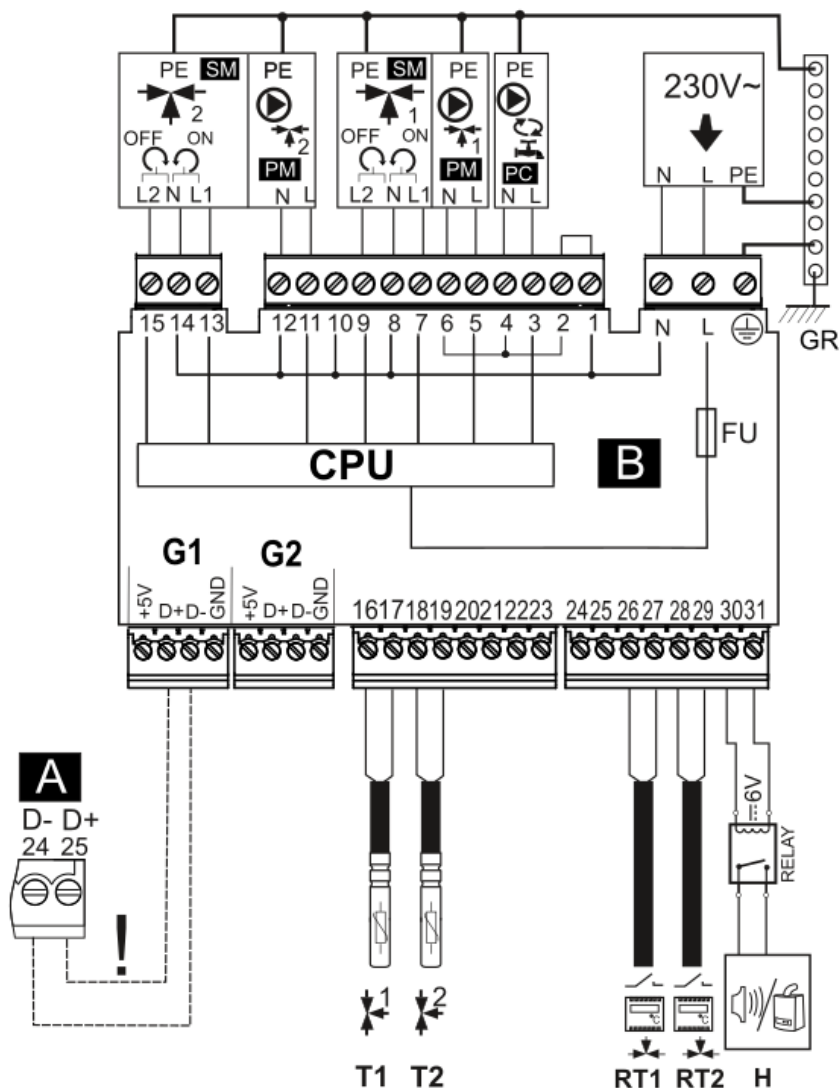 PE SM PE PE SM PE PE
2 2 1 1
OFF ON OFF ON
PM PM PC
L2 N L1 N L L2 N L1 N L N L
230V~
N L PE
15 14 13 12 11 10 9 8 7 6 5 4 3 2 1 N L
GR
FU
CPU B
G1 G2
+5V D+ D- GND +5V D+ D- GND
16 17 18 19 20 21 22 23 24 25 26 27 28 29 30 31
A
D- D+
24 25
!
6V
RELAY
1 2
°C °C
T1 T2 RT1 RT2 H